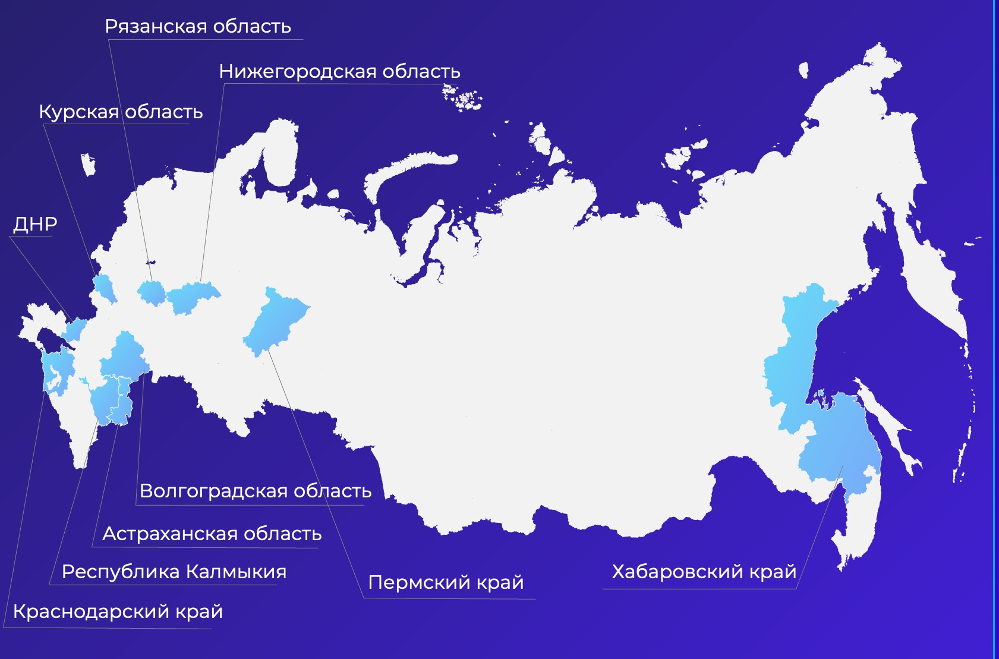 Рязанская область
Нижегородская область
Курская область
ДНР
Волгоградская область
Астраханская область
Республика Калмыкия
Пермский край
Хабаровский край
Краснодарский край